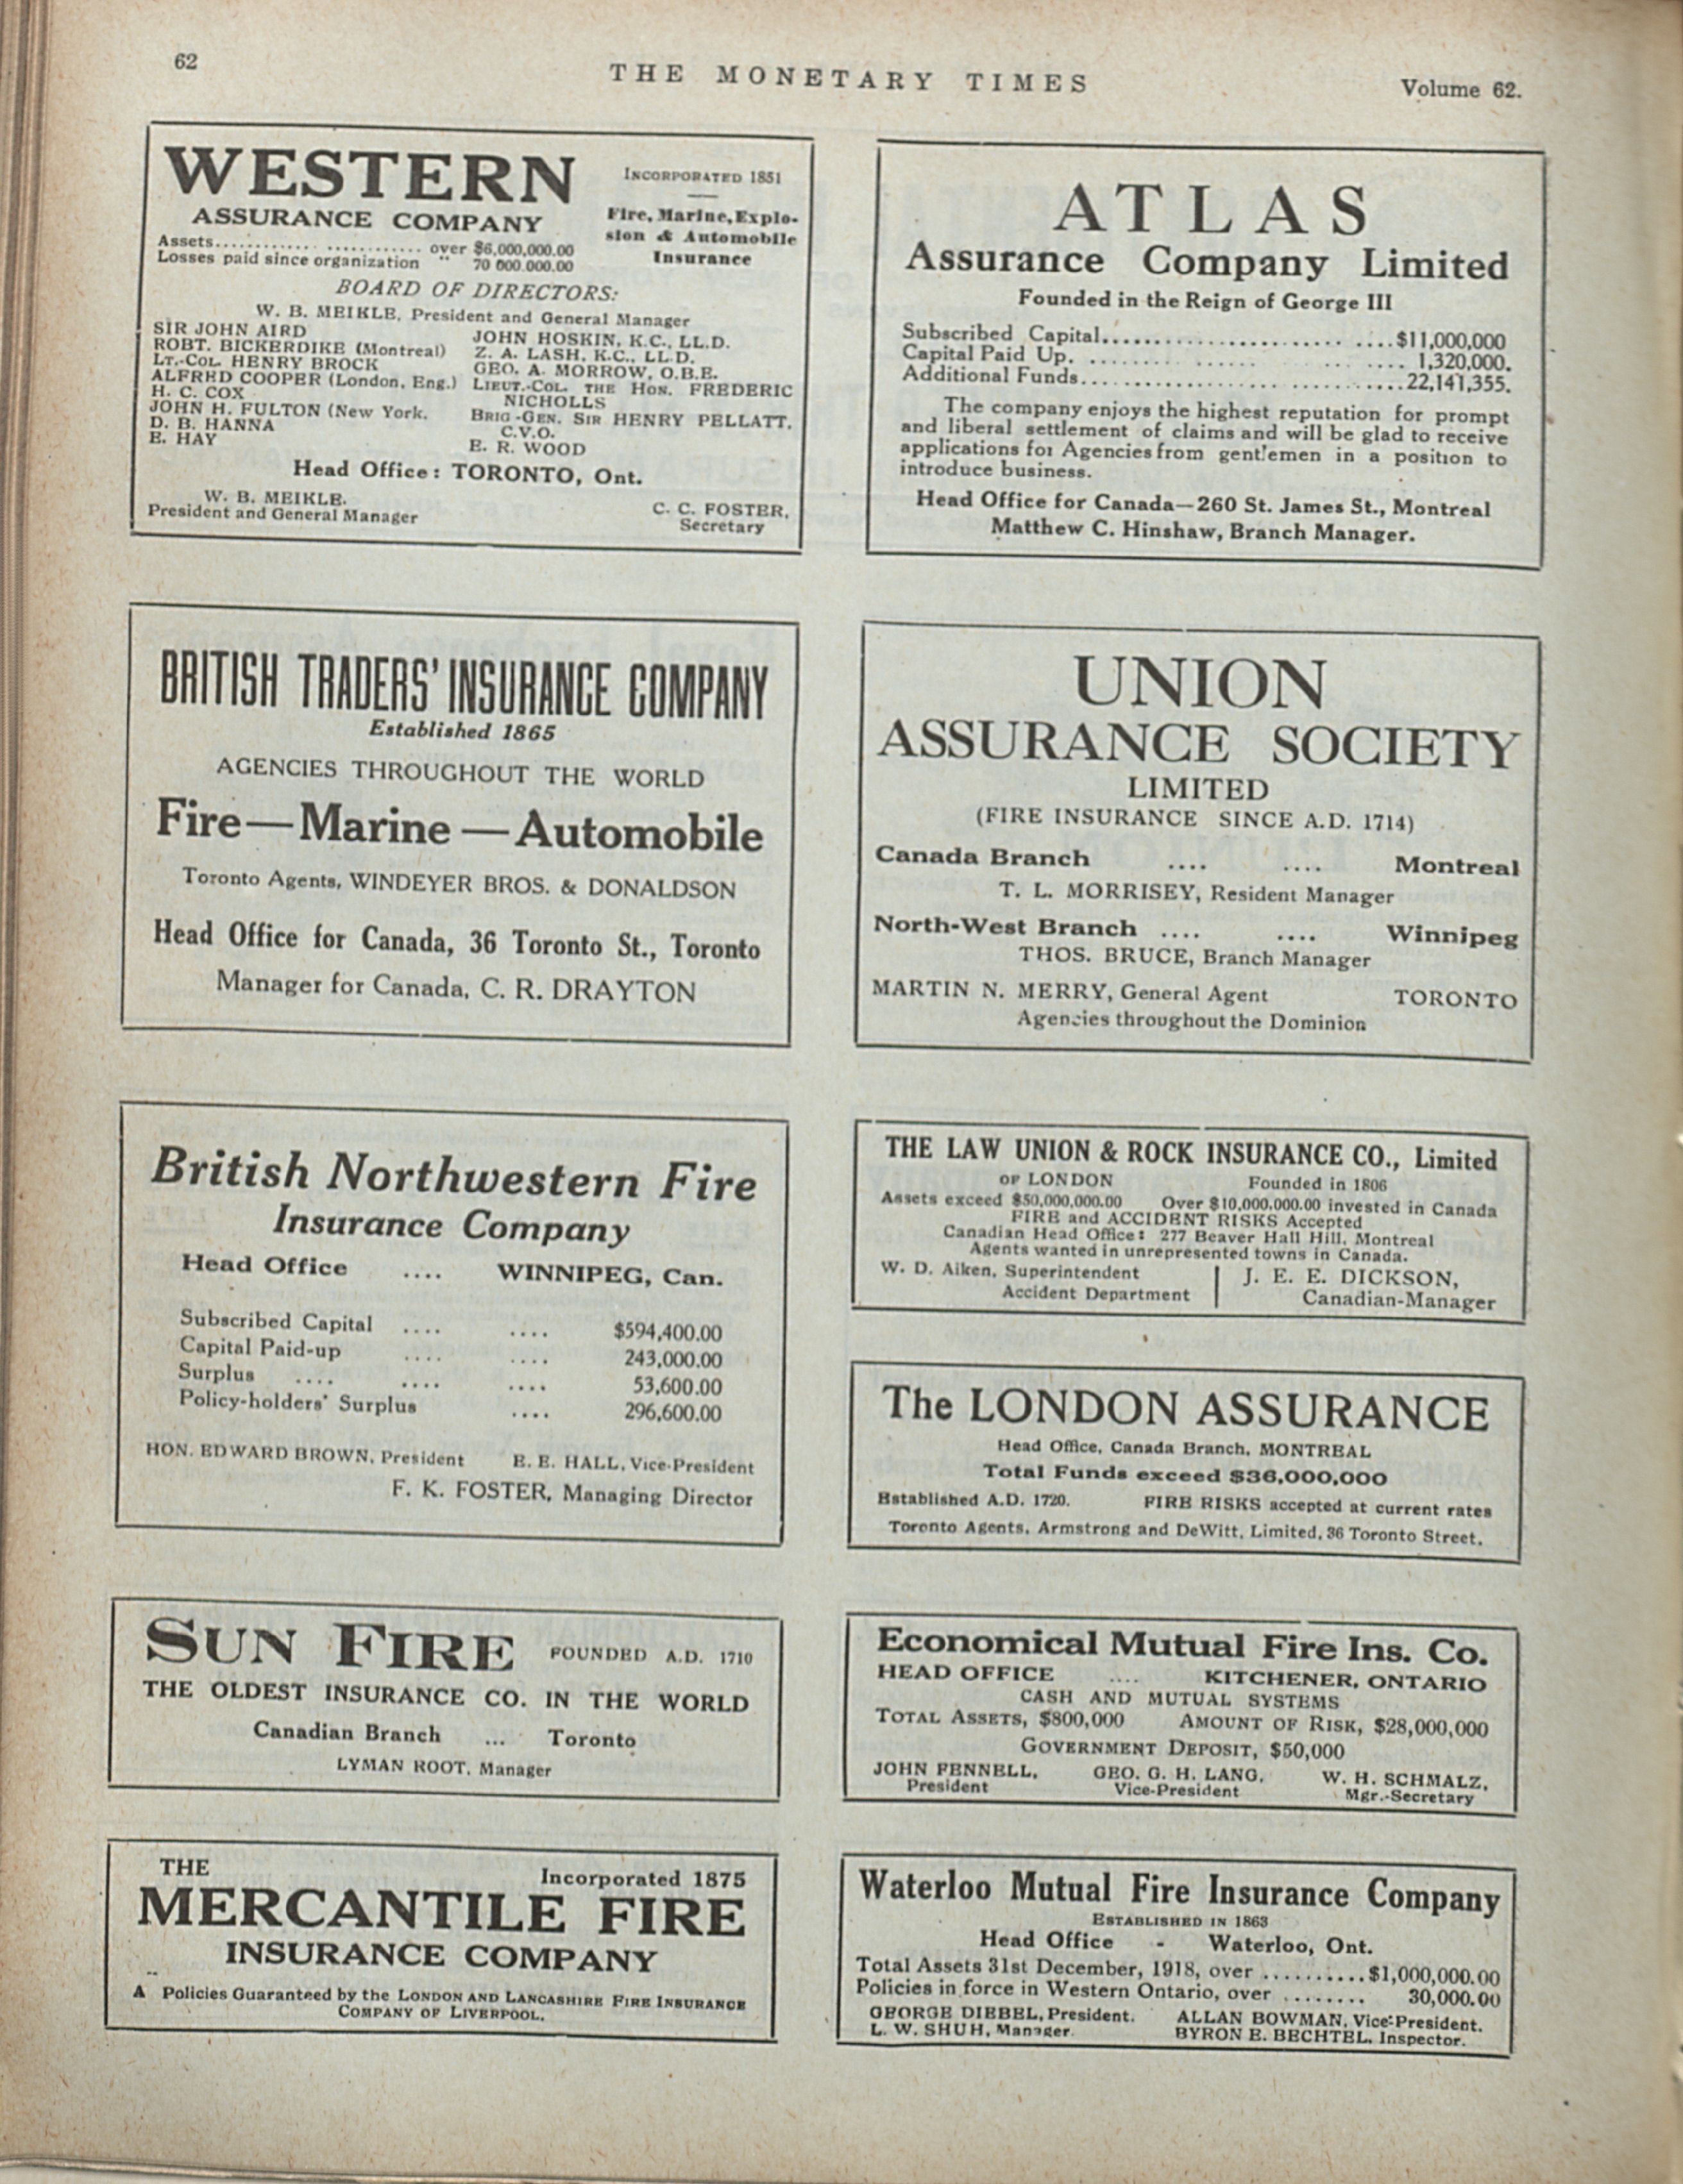 62
THE MONETARY TIMES
Volume 62.
WESTERN
ASSURANCE COMPANY
INCORPORATED 1851
Fire, Marine, Explo-
sion & Automobile
Insurance
Assets.......................... over $6,000,000.00
Losses paid since organization " 70 000.000.00
BOARD OF DIRECTORS:
W. B. MEIKLE, President and General Manager
SIR JOHN AIRD
ROBT. BICKERDIKE (Montreal)
LT.-COL. HENRY BROCK
ALFRED COOPER (London, Eng.)
H. C. COX
JOHN H. FULTON (New York.
D. B. HANNA
E. HAY
JOHN HOSKIN, K.C., LL.D.
Z. A. LASH, K.C., LL.D.
GEO. A. MORROW, O.B.E.
LIEUT.-COL. THE HON. FREDERIC
NICHOLLS
BRIG-GEN. SIR HENRY PELLATT,
C.V.O.
E. R. WOOD
Head Office: TORONTO, Ont.
W. B. MEIKLE,
President and General Manager
C. C. FOSTER,
Secretary
ATLAS
Assurance Company Limited
Founded in the Reign of George III
Subscribed Capital..........................$11,000,000
Capital Paid Up. ...................... 1,320,000.
Additional Funds...........................22,141,355.
The company enjoys the highest reputation for prompt
and liberal settlement of claims and will be glad to receive
applications for Agencies from gentlemen in a position to
introduce business.
Head Office for Canada—260 St. James St., Montreal
Matthew C. Hinshaw, Branch Manager.
BRITISH TRADERS' INSURANCE COMPANY
Established 1865
AGENCIES THROUGHOUT THE WORLD
Fire—Marine—Automobile
Toronto Agents, WINDEYER BROS. & DONALDSON
Head Office for Canada, 36 Toronto St., Toronto
Manager for Canada, C. R. DRAYTON
UNION
ASSURANCE SOCIETY
LIMITED
(FIRE INSURANCE SINCE A.D. 1714)
Canada Branch .... .... Montreal
T. L. MORRISEY, Resident Manager
North-West Branch .... .... Winnipeg
THOS. BRUCE, Branch Manager
MARTIN N. MERRY, General Agent TORONTO
Agencies throughout the Dominion
British Northwestern Fire
Insurance Company
Head Office .... WINNIPEG, Can.
Subscribed Capital .... .... $594,400.00
Capital Paid-up .... .... 243,000.00
Surplus .... .... .... 53,600.00
Policy-holders' Surplus .... 296,600.00
HON. EDWARD BROWN, President E. E. HALL, Vice-President
F. K. FOSTER, Managing Director
THE LAW UNION & ROCK INSURANCE CO., Limited
OF LONDON Founded in 1806
Assets exceed $50,000,000.00 Over $10,000,000.00 invested in Canada
FIRE and ACCIDENT RISKS Accepted
Canadian Head Office: 277 Beaver Hall Hill, Montreal
Agents wanted in unrepresented towns in Canada.
W. D. Aiken, Superintendent
Accident Department
J. E. E. DICKSON,
Canadian-Manager
The LONDON ASSURANCE
Head Office, Canada Branch, MONTREAL
Total Funds exceed $36,000,000
Established A.D. 1720. FIRE RISKS accepted at current rates
Toronto Agents, Armstrong and DeWitt, Limited, 36 Toronto Street.
SUN FIRE FOUNDED A.D. 1710
THE OLDEST INSURANCE CO. IN THE WORLD
Canadian Branch ... Toronto
LYMAN ROOT, Manager
Economical Mutual Fire Ins. Co.
HEAD OFFICE .... KITCHENER, ONTARIO
CASH AND MUTUAL SYSTEMS
TOTAL ASSETS, $800,000 AMOUNT OF RISK, $28,000,000
GOVERNMENT DEPOSIT, $50,000
JOHN FENNELL,
President
GEO. G. H. LANG,
Vice-President
W. H. SCHMALZ,
Mgr.-Secretary
THE
Incorporated 1875
MERCANTILE FIRE
INSURANCE COMPANY
A Policies Guaranteed by the LONDON AND LANCASHIRE FIRE INSURANCE
COMPANY OF LIVERPOOL.
Waterloo Mutual Fire Insurance Company
ESTABLISHED IN 1863
Head Office - Waterloo, Ont.
Total Assets 31st December, 1918, over ..........$1,000,000.00
Policies in force in Western Ontario, over ........ 30,000.00
GEORGE DIEBEL, President. ALLAN BOWMAN, Vice-President.
L. W. SHUH, Manager. BYRON E. BECHTEL, Inspector.